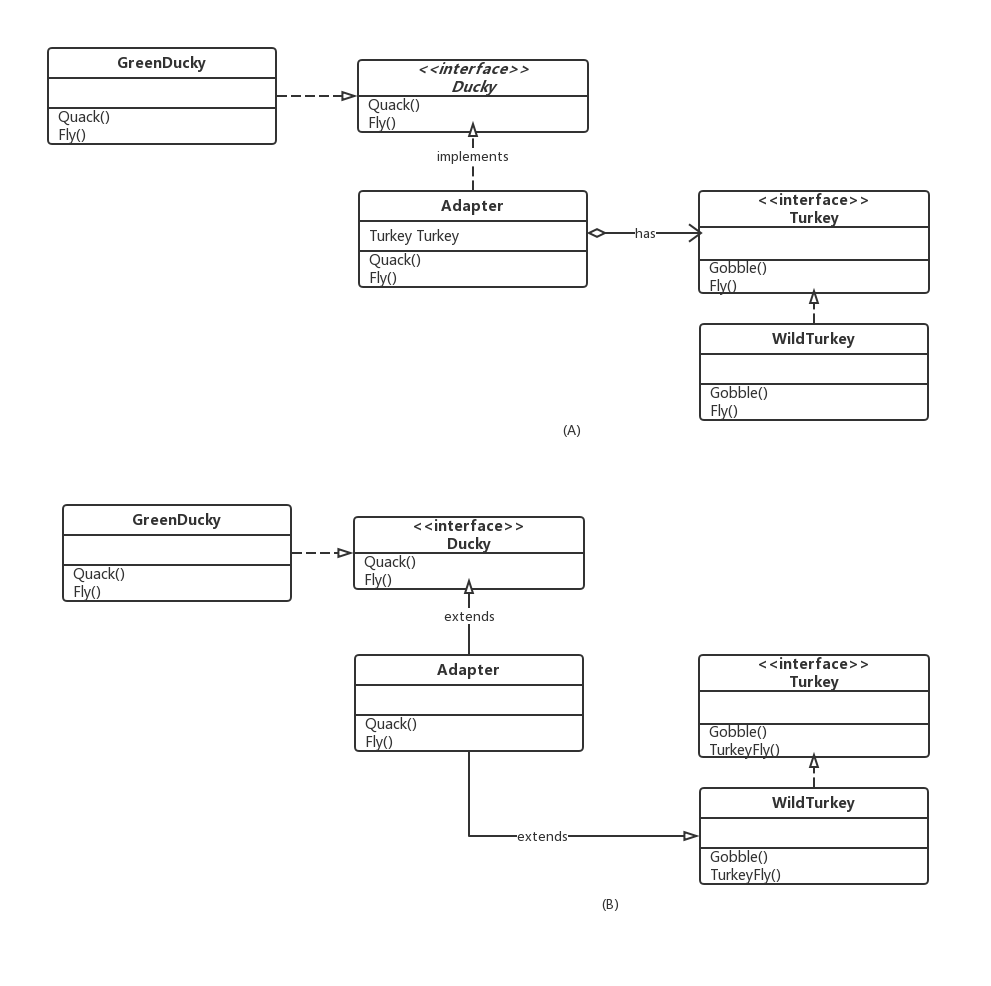 GreenDucky
Quack()
Fly()
<<interface>>
Ducky
Quack()
Fly()
implements
Adapter
Turkey Turkey
Quack()
Fly()
has
<<interface>>
Turkey
Gobble()
Fly()
WildTurkey
Gobble()
Fly()
(A)
GreenDucky
Quack()
Fly()
<<interface>>
Ducky
Quack()
Fly()
extends
Adapter
Quack()
Fly()
<<interface>>
Turkey
Gobble()
TurkeyFly()
extends
WildTurkey
Gobble()
TurkeyFly()
(B)